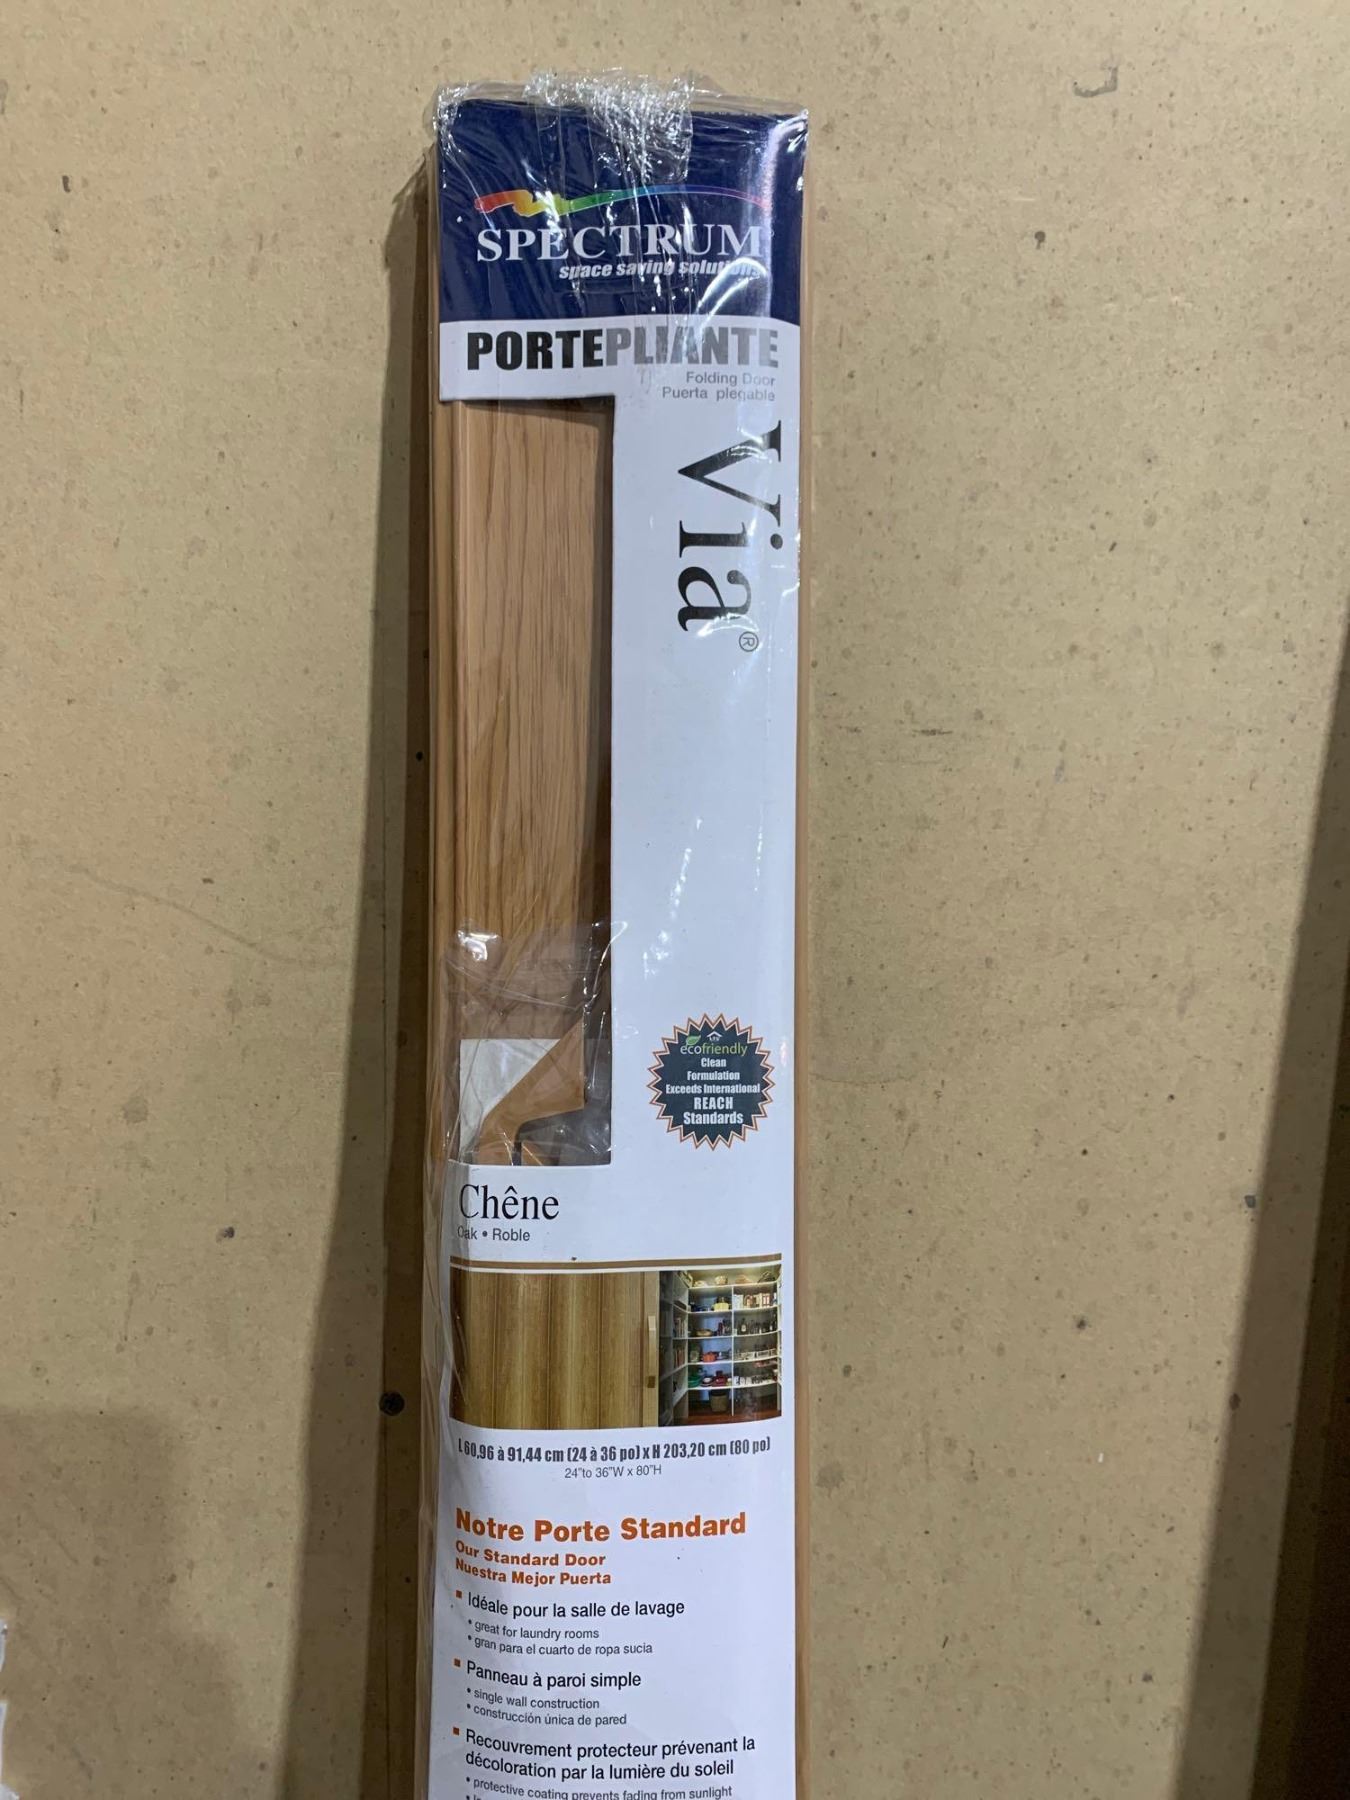 SPECTRUM
space saving solutions
PORTEPLIANTE
Folding Door
Puerta plegable
Via®
ecofriendly
Clean
Formulation
Exceeds International
REACH
Standards
Chêne
Oak • Roble
L 60,96 à 91,44 cm (24 à 36 po) x H 203,20 cm (80 po)
24"to 36"W x 80"H
Notre Porte Standard
Our Standard Door
Nuestra Mejor Puerta
▪ Idéale pour la salle de lavage
• great for laundry rooms
• gran para el cuarto de ropa sucia
▪ Panneau à paroi simple
• single wall construction
• construcción única de pared
▪ Recouvrement protecteur prévenant la
décoloration par la lumière du soleil
• protective coating prevents fading from sunlight